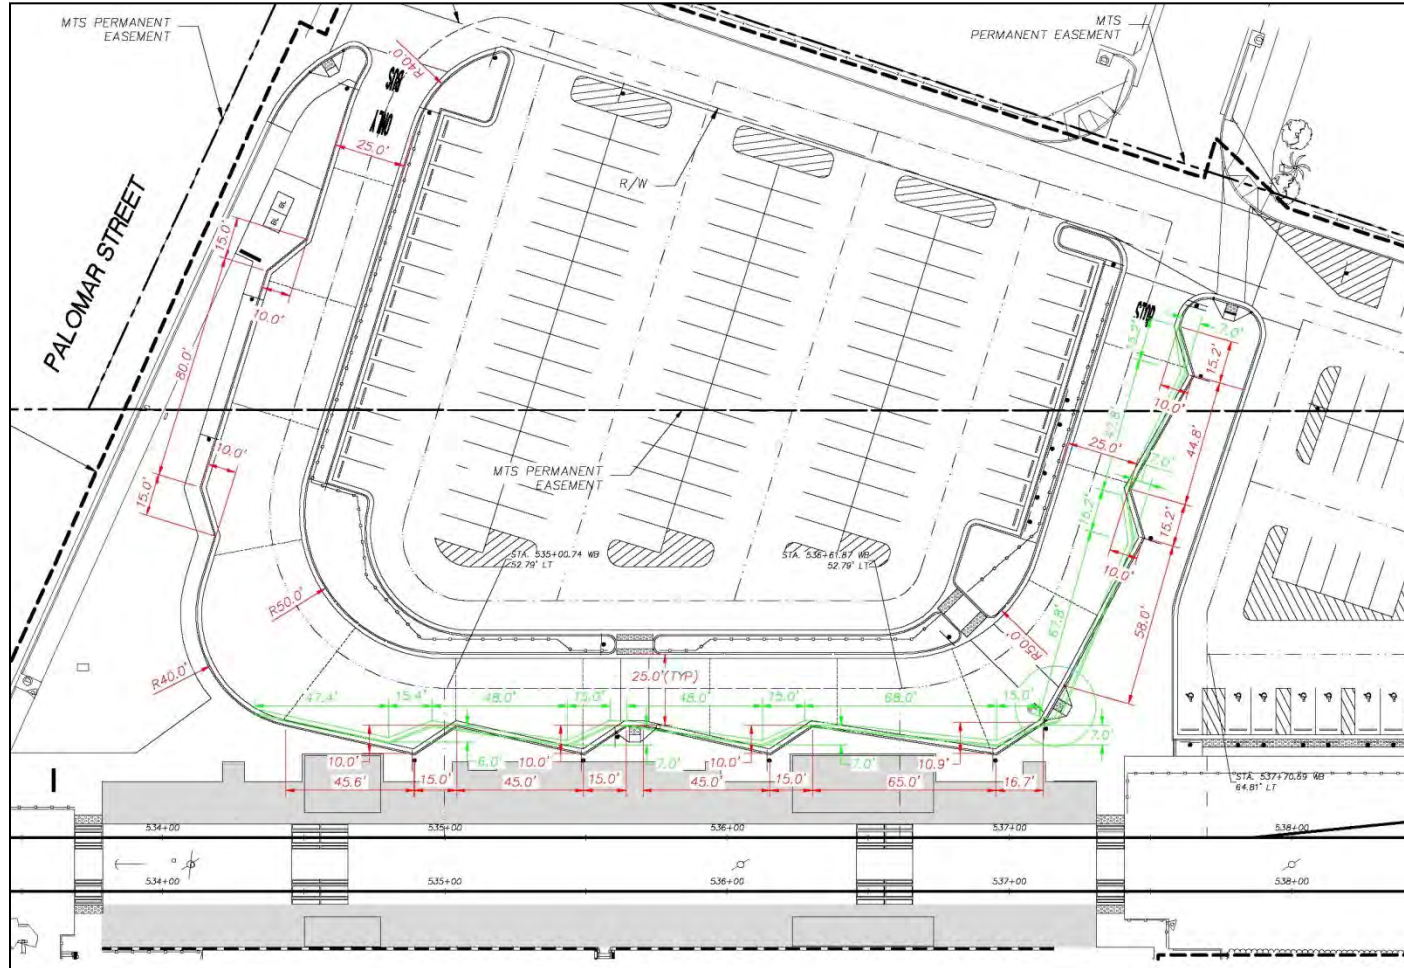 MTS PERMANENT
EASEMENT
MTS
PERMANENT EASEMENT
R40.0'
BUS
ONLY
25.0'
R/W
PALOMAR STREET
15.0'
BL
BL
10.0'
80.0'
10.0'
15.0'
STOP
15.2'
7.0'
15.2'
10.0'
47.8'
44.8'
25.0'
7.0'
15.2'
15.2'
10.0'
67.8'
58.0'
MTS PERMANENT
EASEMENT
STA. 535+00.74 WB
52.79' LT
STA. 536+61.87 WB
52.79' LT
R50.0'
R50.0'
R40.0'
25.0'(TYP)
47.4'
15.4'
48.0'
15.0'
48.0'
15.0'
68.0'
15.0'
7.0'
10.0'
6.0'
10.0'
7.0'
10.0'
7.0'
10.9'
45.6'
15.0'
45.0'
15.0'
45.0'
15.0'
65.0'
16.7'
STA. 537+70.69 WB
64.81' LT
534+00
535+00
536+00
537+00
538+00
534+00
535+00
536+00
537+00
538+00